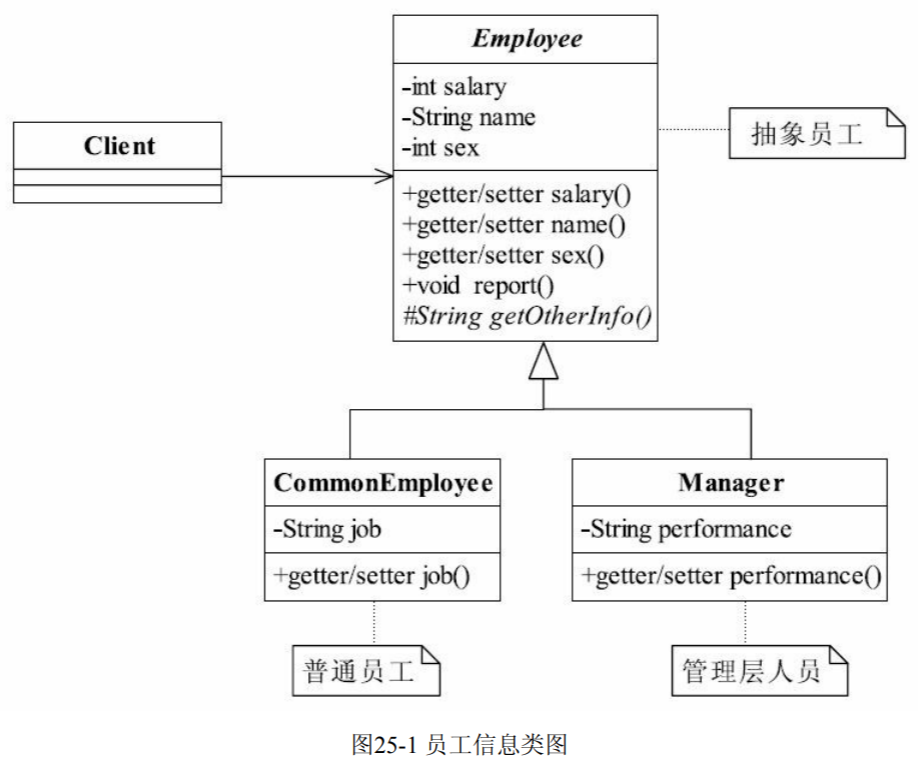 Employee
-int salary
-String name
-int sex
抽象员工
Client
+getter/setter salary()
+getter/setter name()
+getter/setter sex()
+void report()
#String getOtherInfo()
CommonEmployee
Manager
-String job
-String performance
+getter/setter job()
+getter/setter performance()
普通员工
管理层人员
图25-1 员工信息类图